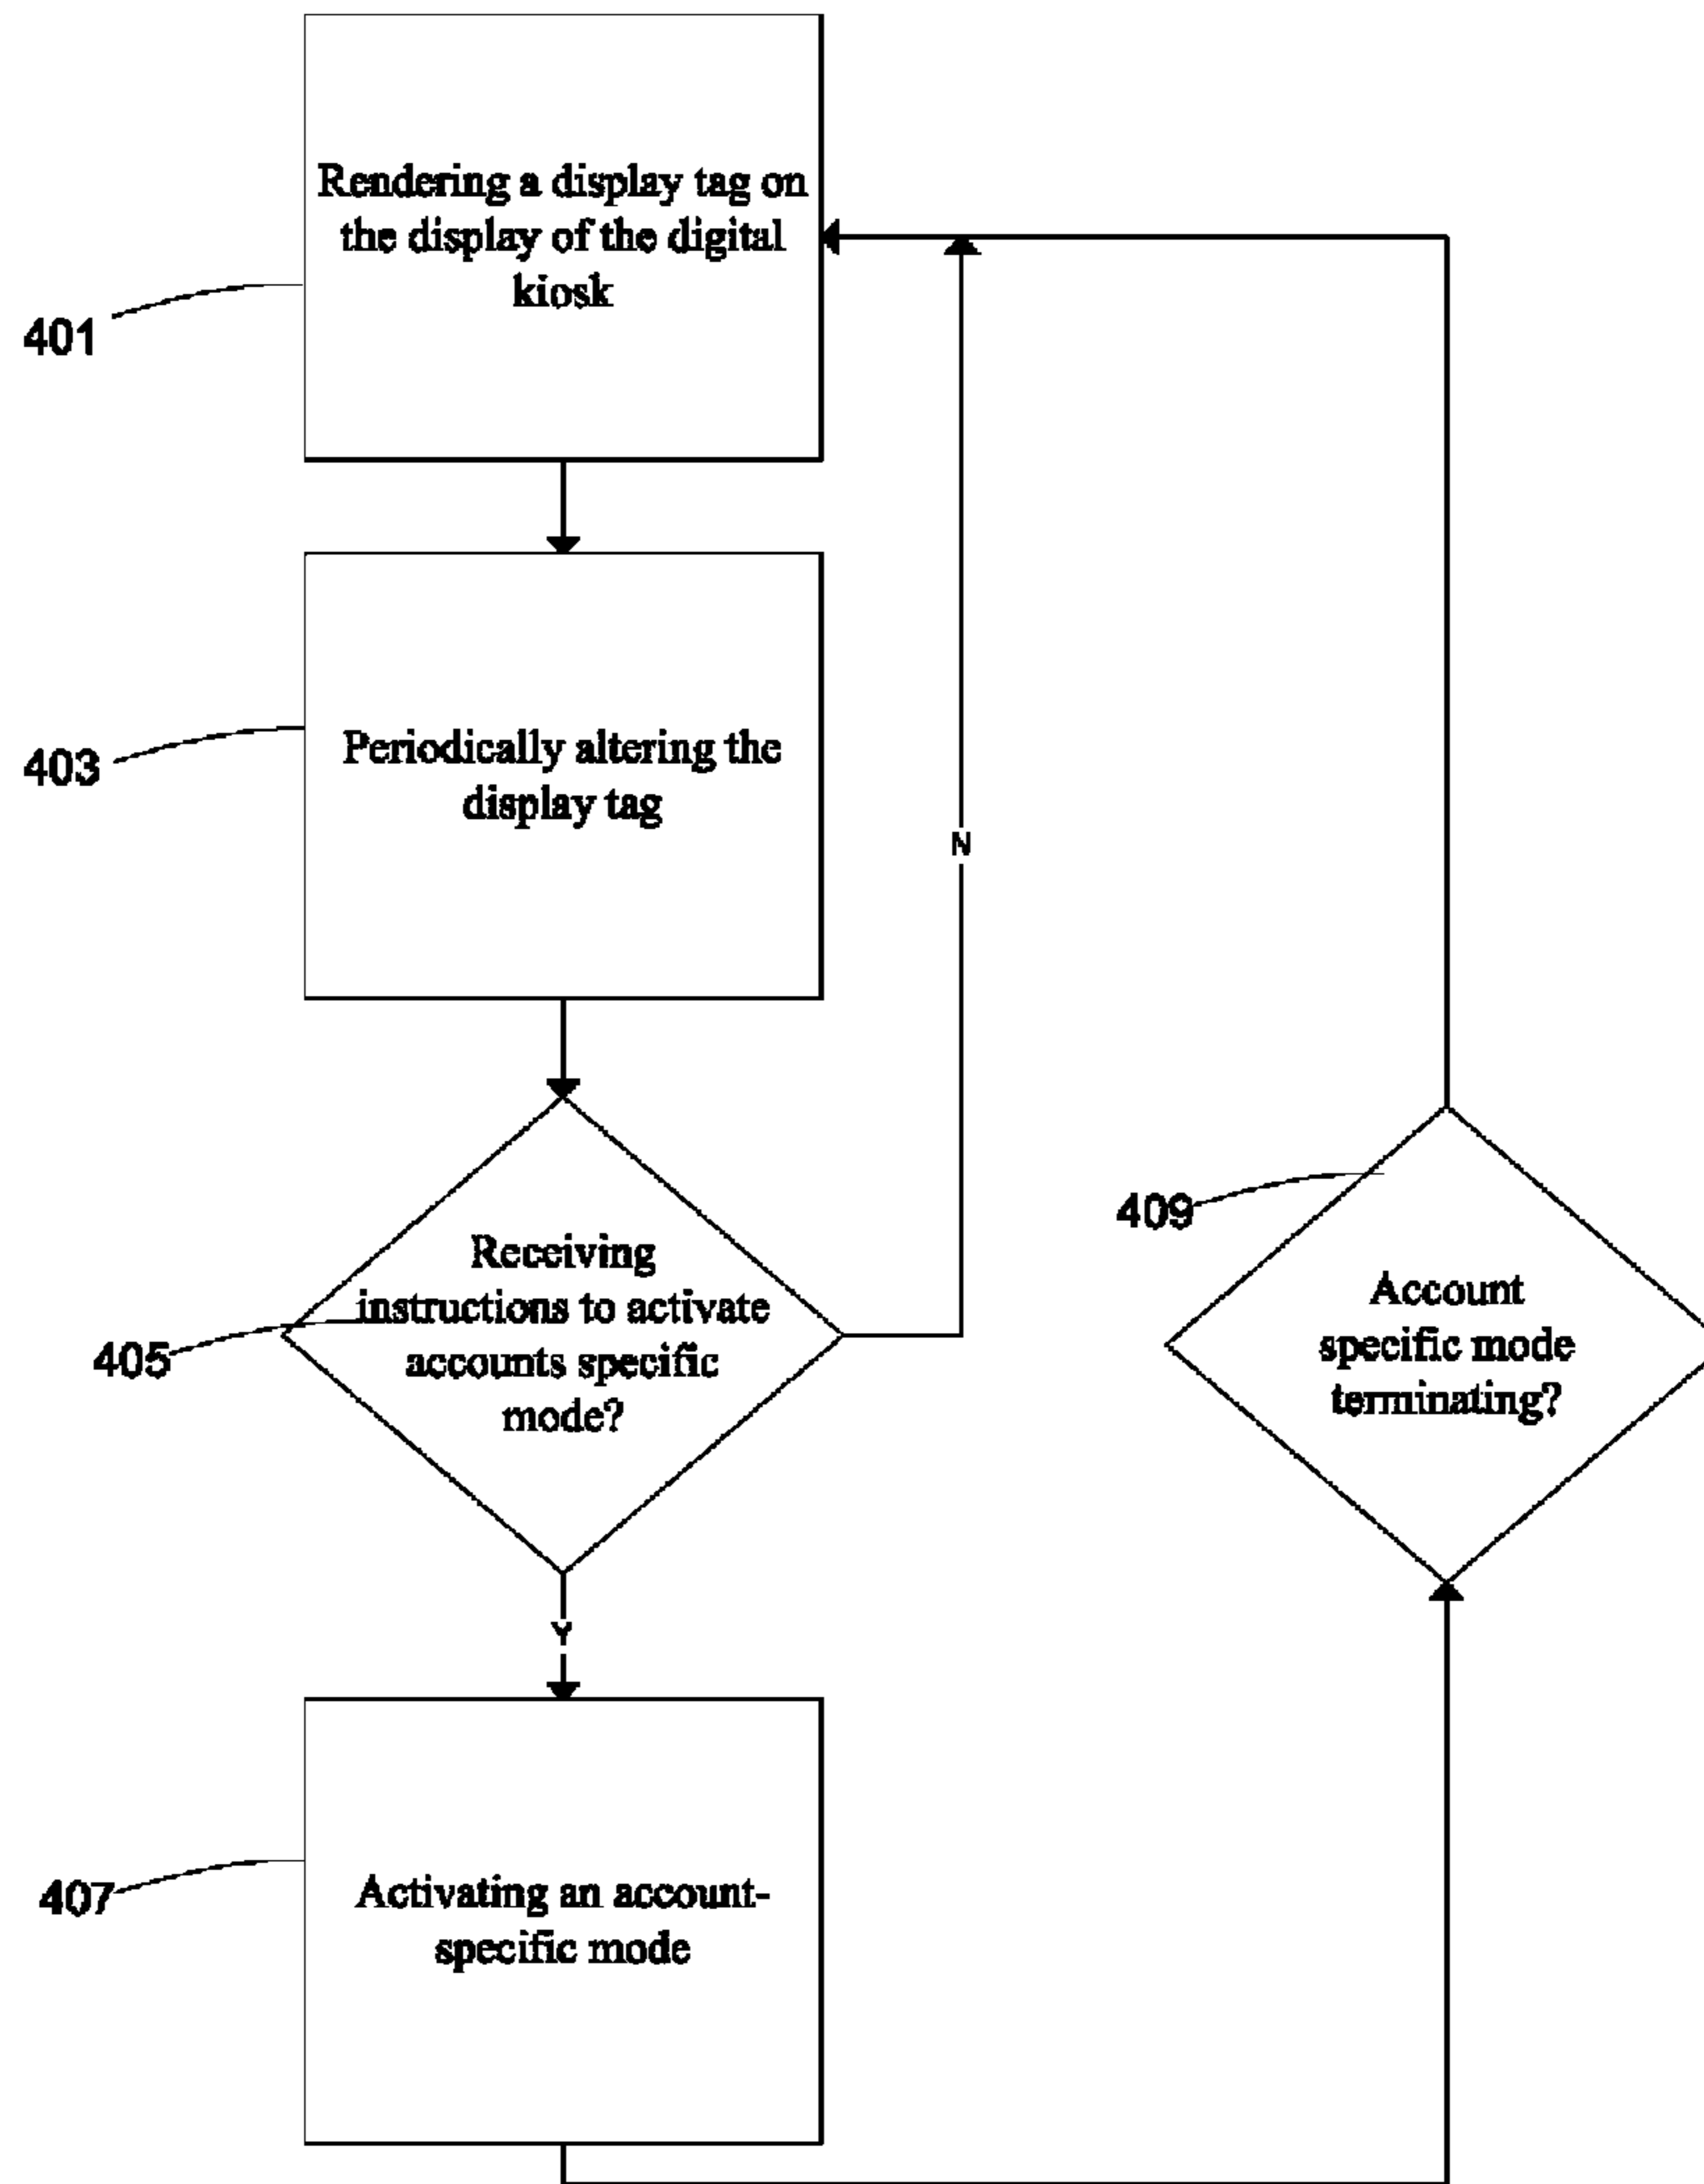 Rendering a display tag on
the display of the digital
kiosk
401
Periodically altering the
display tag
403
N
Receiving
instructions to activate
accounts specific
mode?
405
409
Account
specific mode
terminating?
Y
Activating an account-
specific mode
407